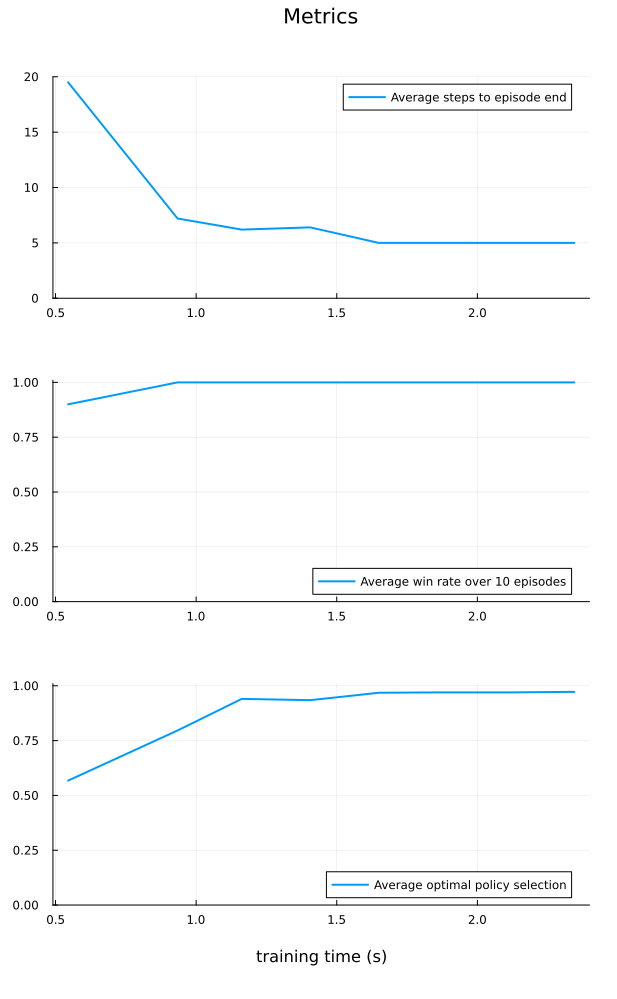 Metrics
20
Average steps to episode end
15
10
5
0
0.5 1.0 1.5 2.0
1.00
0.75
0.50
0.25
Average win rate over 10 episodes
0.00
0.5 1.0 1.5 2.0
1.00
0.75
0.50
0.25
Average optimal policy selection
0.00
0.5 1.0 1.5 2.0
training time (s)